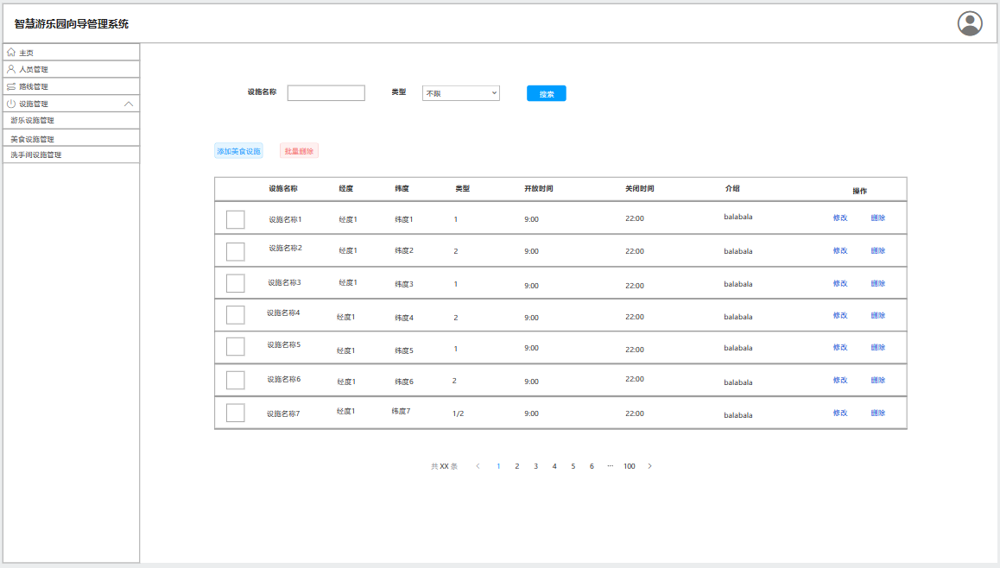 智慧游乐园向导管理系统
主页
人员管理
路线管理
设施管理
游乐设施管理
美食设施管理
洗手间设施管理
设施名称 类型 不限 搜索
添加美食设施 批量删除
设施名称 经度 纬度 类型 开放时间 关闭时间 介绍 操作
设施名称1 经度1 纬度1 1 9:00 22:00 balabala 修改 删除
设施名称2 经度1 纬度2 2 9:00 22:00 balabala 修改 删除
设施名称3 经度1 纬度3 1 9:00 22:00 balabala 修改 删除
设施名称4 经度1 纬度4 2 9:00 22:00 balabala 修改 删除
设施名称5 经度1 纬度5 1 9:00 22:00 balabala 修改 删除
设施名称6 经度1 纬度6 2 9:00 22:00 balabala 修改 删除
设施名称7 经度1 纬度7 1/2 9:00 22:00 balabala 修改 删除
共 XX 条 < 1 2 3 4 5 6 ··· 100 >